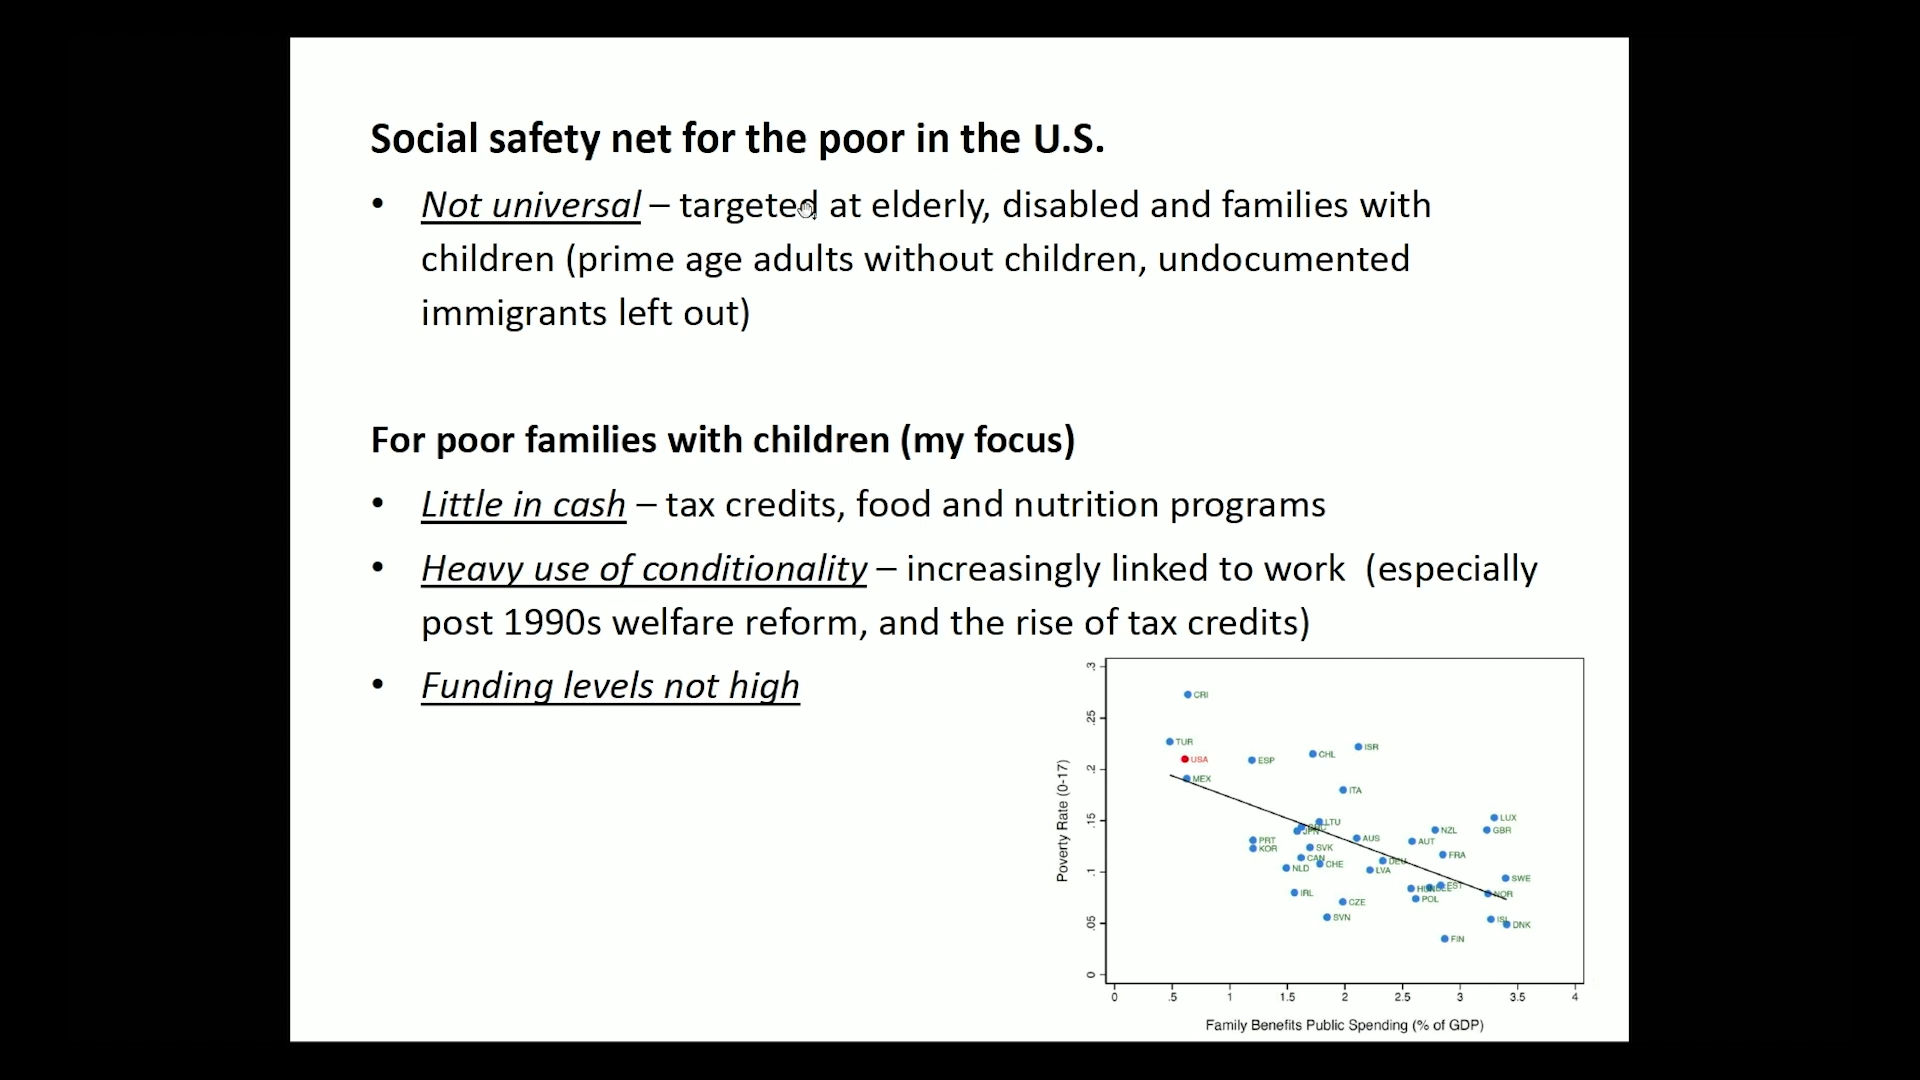 Social safety net for the poor in the U.S.
• Not universal – targeted at elderly, disabled and families with
children (prime age adults without children, undocumented
immigrants left out)
For poor families with children (my focus)
• Little in cash – tax credits, food and nutrition programs
• Heavy use of conditionality – increasingly linked to work (especially
post 1990s welfare reform, and the rise of tax credits)
• Funding levels not high
Poverty Rate (0-17)
.3
.25
.2
.15
.1
.05
0
CRI
TUR
USA
MEX
ESP
CHL
ISR
ITA
LTU
JPN
PRT
KOR
SVK
CAN
CHE
NLD
IRL
SVN
CZE
AUS
DEU
LVA
AUT
NZL
FRA
LUX
GBR
EST
POL
SWE
NOR
ISL
DNK
FIN
0 .5 1 1.5 2 2.5 3 3.5 4
Family Benefits Public Spending (% of GDP)